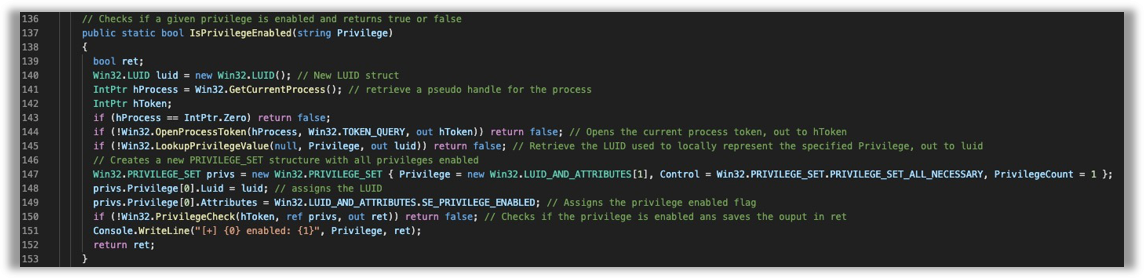 136 // Checks if a given privilege is enabled and returns true or false
137 public static bool IsPrivilegeEnabled(string Privilege)
138 {
139 bool ret;
140 Win32.LUID luid = new Win32.LUID(); // New LUID struct
141 IntPtr hProcess = Win32.GetCurrentProcess(); // retrieve a pseudo handle for the process
142 IntPtr hToken;
143 if (hProcess == IntPtr.Zero) return false;
144 if (!Win32.OpenProcessToken(hProcess, Win32.TOKEN_QUERY, out hToken)) return false; // Opens the current process token, out to hToken
145 if (!Win32.LookupPrivilegeValue(null, Privilege, out luid)) return false; // Retrieve the LUID used to locally represent the specified Privilege, out to luid
146 // Creates a new PRIVILEGE_SET structure with all privileges enabled
147 Win32.PRIVILEGE_SET privs = new Win32.PRIVILEGE_SET { Privilege = new Win32.LUID_AND_ATTRIBUTES[1], Control = Win32.PRIVILEGE_SET.PRIVILEGE_SET_ALL_NECESSARY, PrivilegeCount = 1 };
148 privs.Privilege[0].Luid = luid; // assigns the LUID
149 privs.Privilege[0].Attributes = Win32.LUID_AND_ATTRIBUTES.SE_PRIVILEGE_ENABLED; // Assigns the privilege enabled flag
150 if (!Win32.PrivilegeCheck(hToken, ref privs, out ret)) return false; // Checks if the privilege is enabled ans saves the ouput in ret
151 Console.WriteLine("[+] {0} enabled: {1}", Privilege, ret);
152 return ret;
153 }